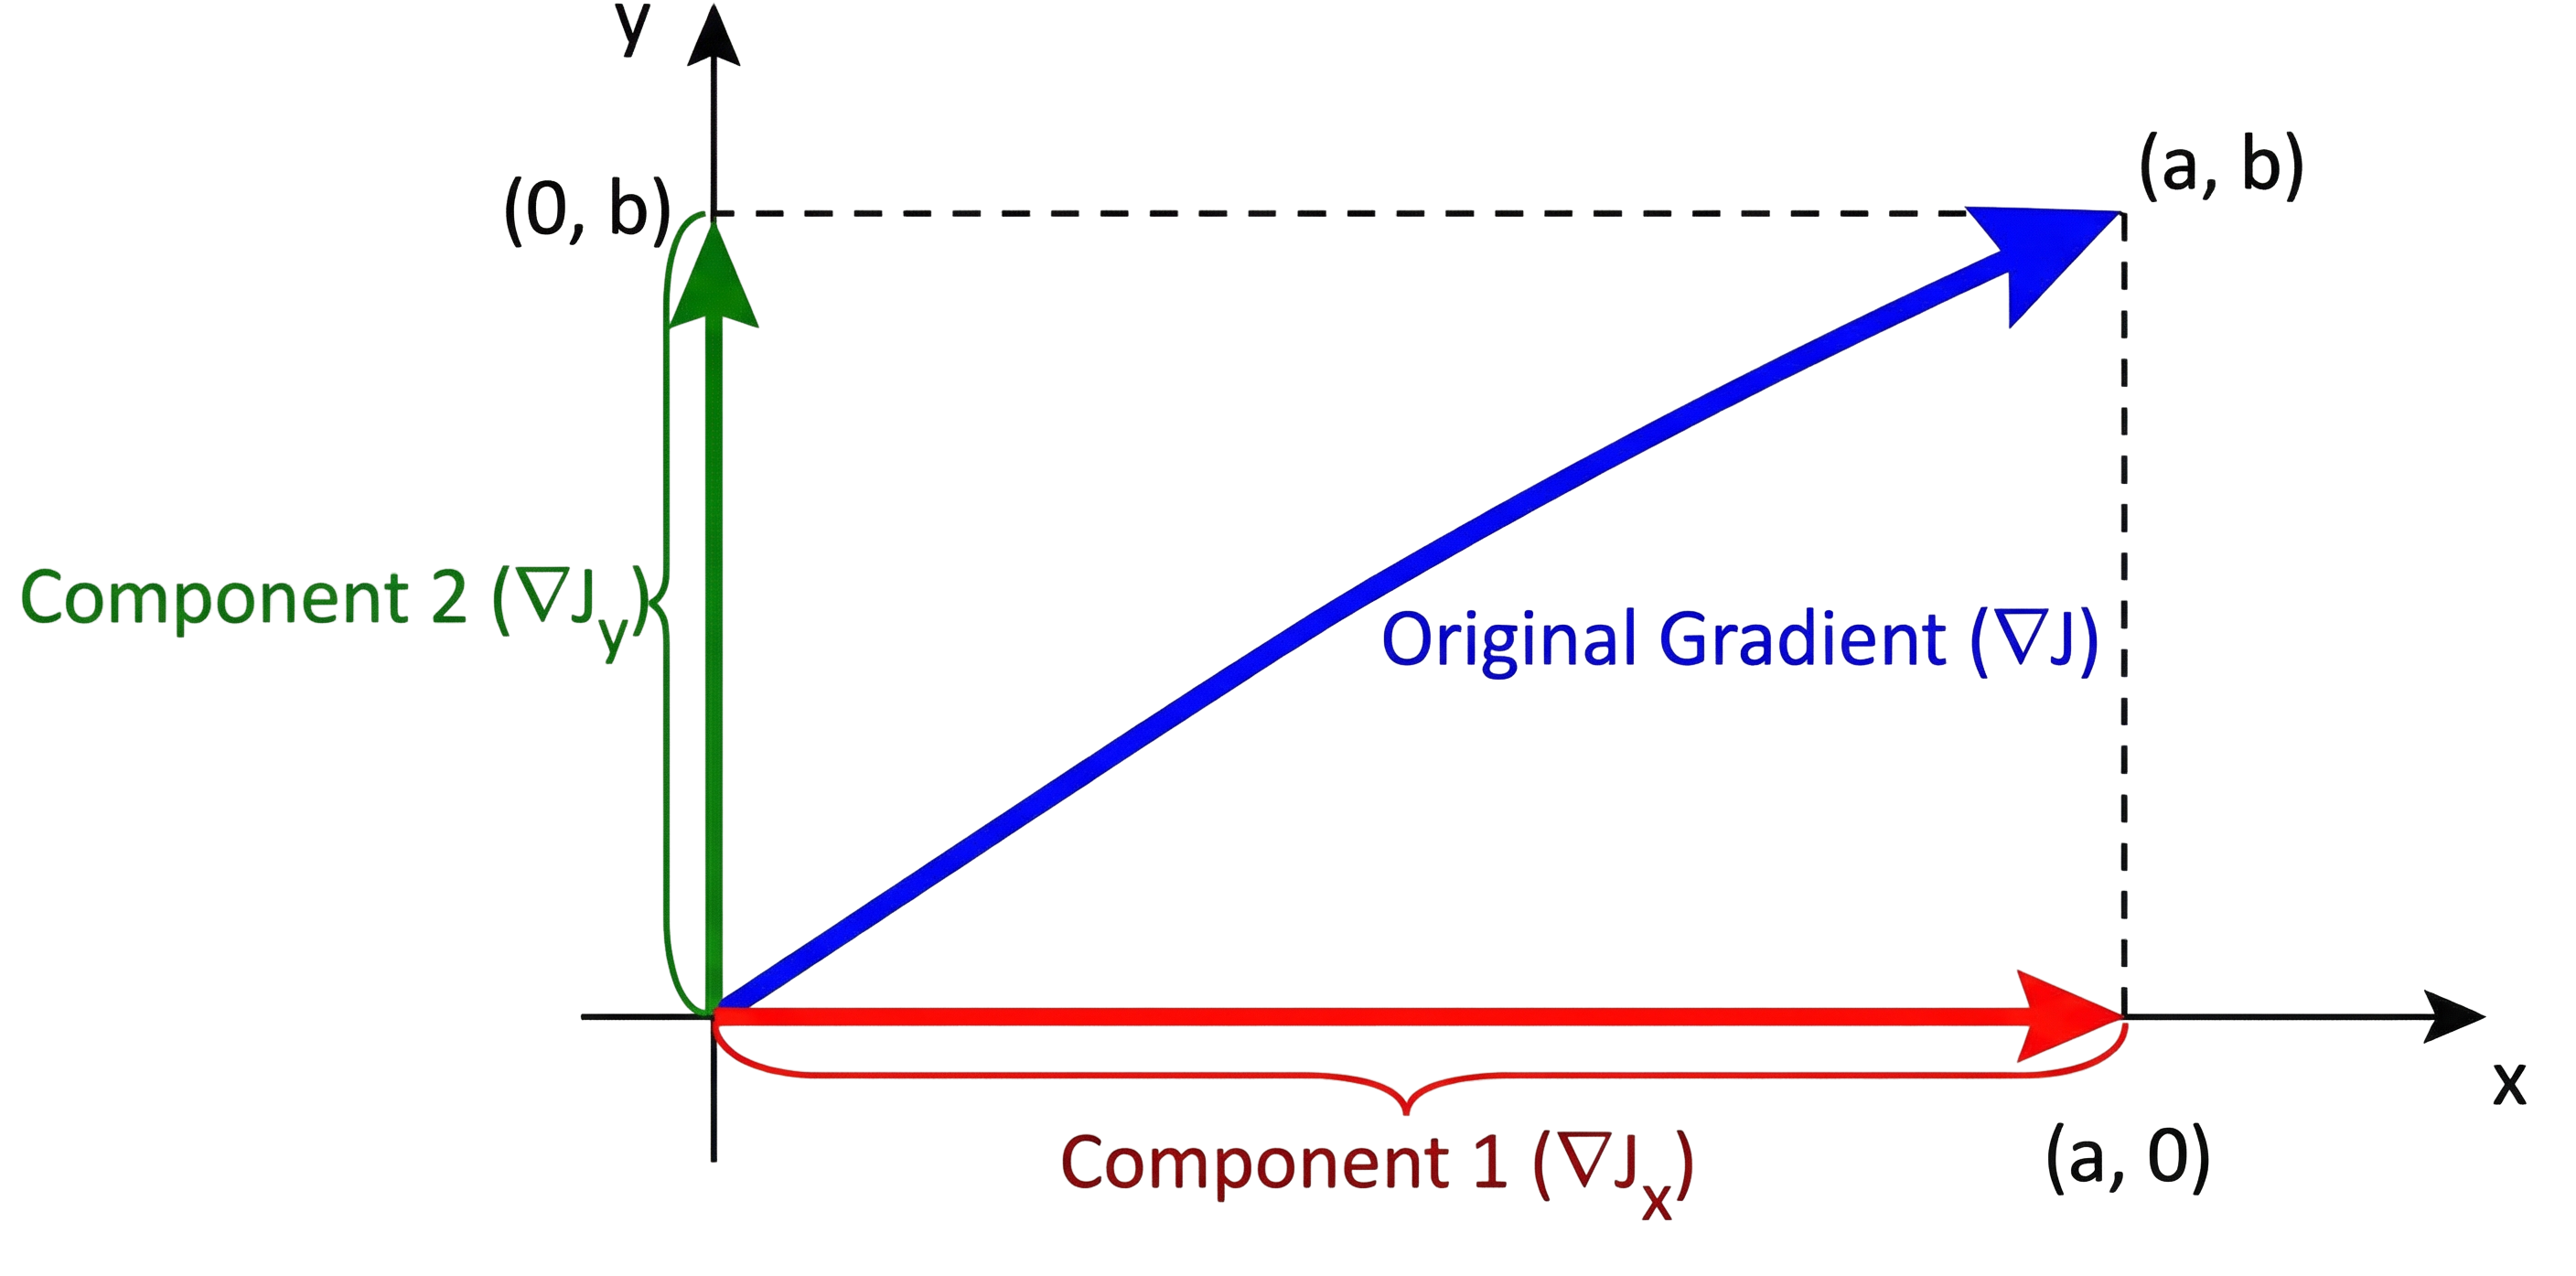 y
(a, b)
(0, b)
Component 2 (∇Jy)
Original Gradient (∇J)
x
Component 1 (∇Jx)
(a, 0)